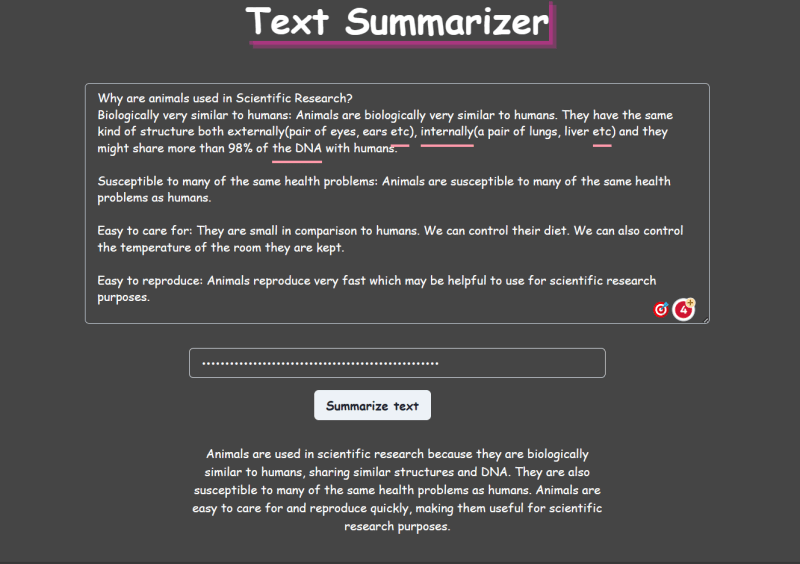 Text Summarizer
Why are animals used in Scientific Research?
Biologically very similar to humans: Animals are biologically very similar to humans. They have the same
kind of structure both externally(pair of eyes, ears etc), internally(a pair of lungs, liver etc) and they
might share more than 98% of the DNA with humans.
Susceptible to many of the same health problems: Animals are susceptible to many of the same health
problems as humans.
Easy to care for: They are small in comparison to humans. We can control their diet. We can also control
the temperature of the room they are kept.
Easy to reproduce: Animals reproduce very fast which may be helpful to use for scientific research
purposes.
4
Summarize text
Animals are used in scientific research because they are biologically
similar to humans, sharing similar structures and DNA. They are also
susceptible to many of the same health problems as humans. Animals are
easy to care for and reproduce quickly, making them useful for scientific
research purposes.